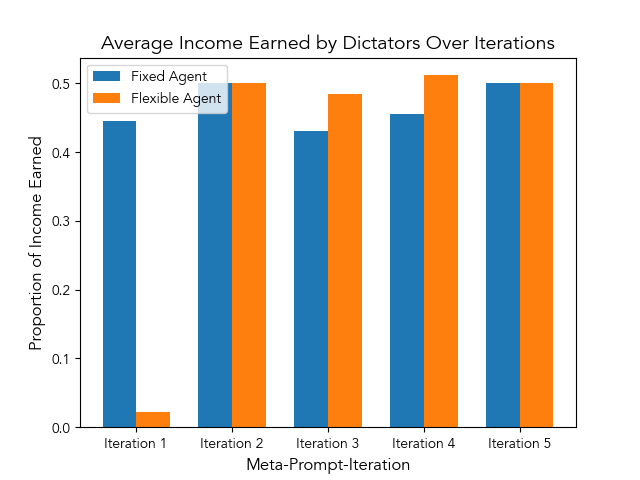 Average Income Earned by Dictators Over Iterations
Fixed Agent
Flexible Agent
Proportion of Income Earned
0.5
0.4
0.3
0.2
0.1
0.0
Iteration 1
Iteration 2
Iteration 3
Iteration 4
Iteration 5
Meta-Prompt-Iteration